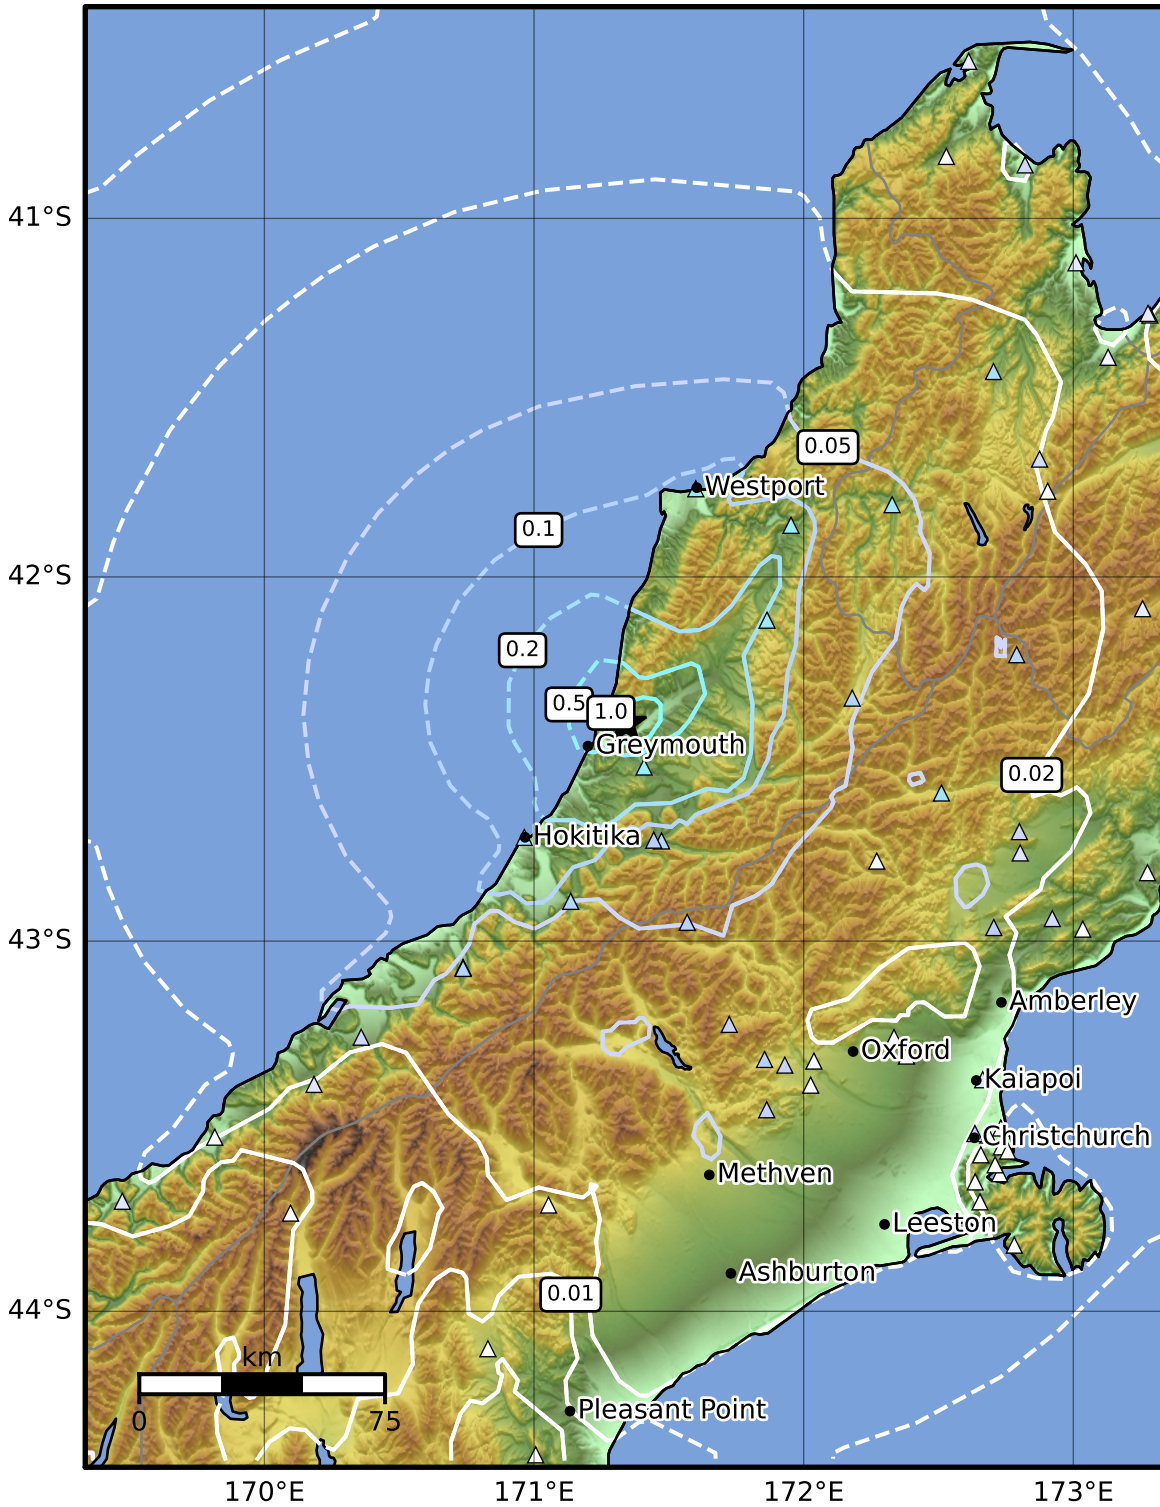 41°S
0.05
Westport
0.1
42°S
0.2
0.5
1.0
Greymouth
0.02
Hokitika
43°S
Amberley
Oxford
Kaiapoi
Christchurch
Methven
Leeston
Ashburton
0.01
44°S
km
0 75
Pleasant Point
170°E 171°E 172°E 173°E